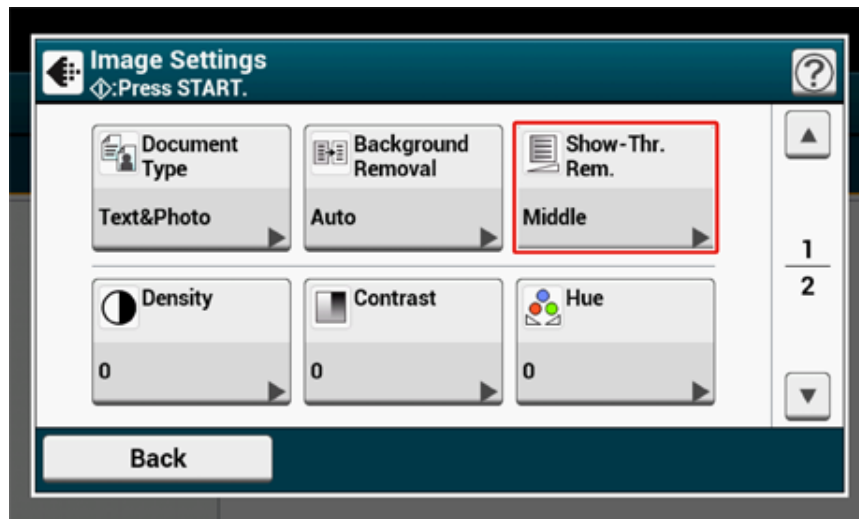 Image Settings
:Press START.
Document
Type
Text&Photo
Background
Removal
Auto
Show-Thr.
Rem.
Middle
Density
0
Contrast
0
Hue
0
1
2
Back